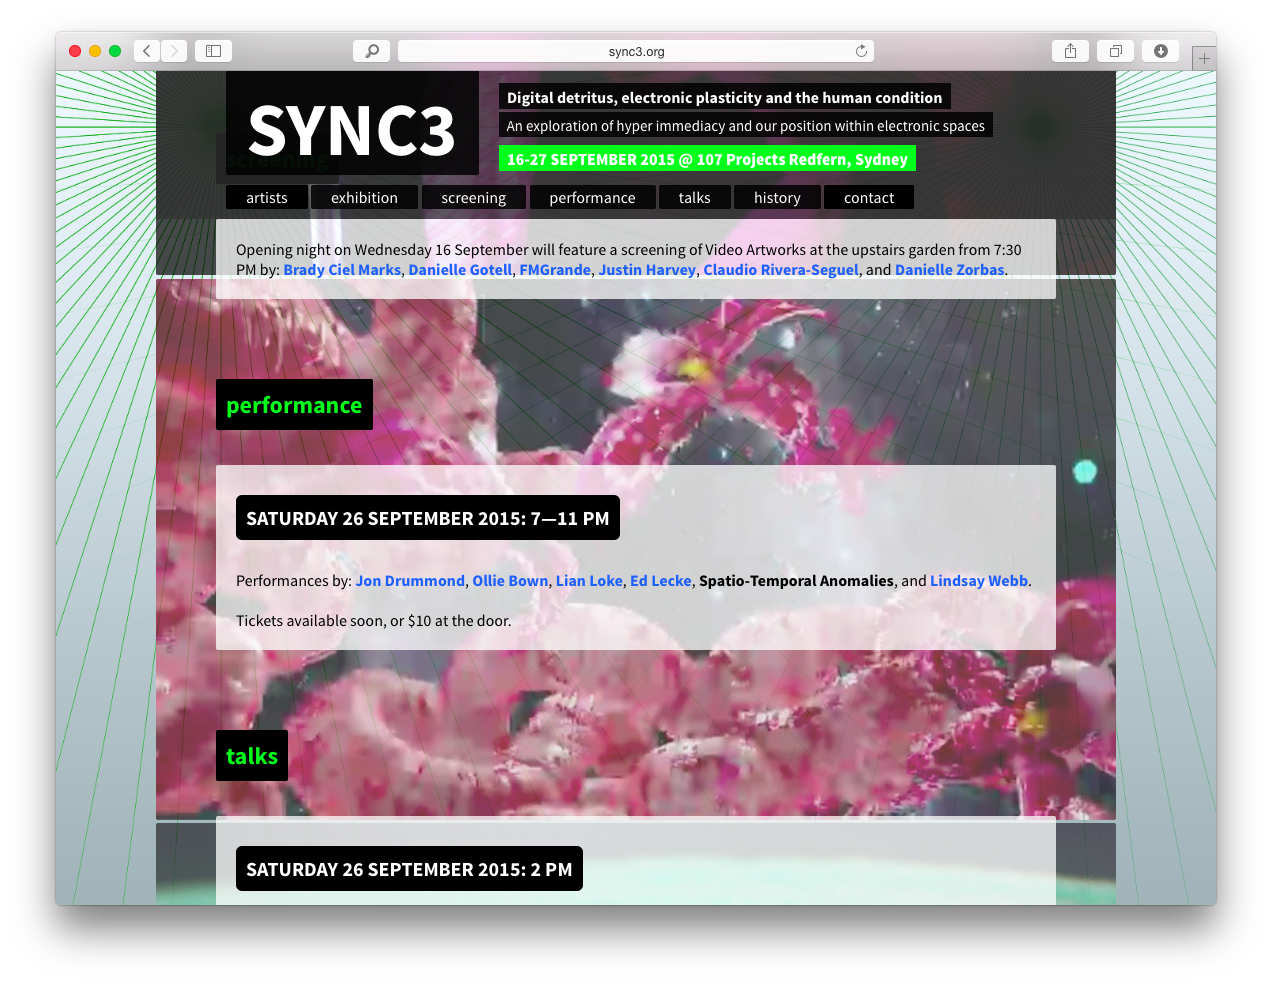 sync3.org
SYNC3
Digital detritus, electronic plasticity and the human condition
An exploration of hyper immediacy and our position within electronic spaces
16-27 SEPTEMBER 2015 @ 107 Projects Redfern, Sydney
screening
artists exhibition screening performance talks history contact
Opening night on Wednesday 16 September will feature a screening of Video Artworks at the upstairs garden from 7:30
PM by: Brady Ciel Marks, Danielle Gotell, FMGrande, Justin Harvey, Claudio Rivera-Seguel, and Danielle Zorbas.
performance
SATURDAY 26 SEPTEMBER 2015: 7—11 PM
Performances by: Jon Drummond, Ollie Bown, Lian Loke, Ed Lecke, Spatio-Temporal Anomalies, and Lindsay Webb.
Tickets available soon, or $10 at the door.
talks
SATURDAY 26 SEPTEMBER 2015: 2 PM